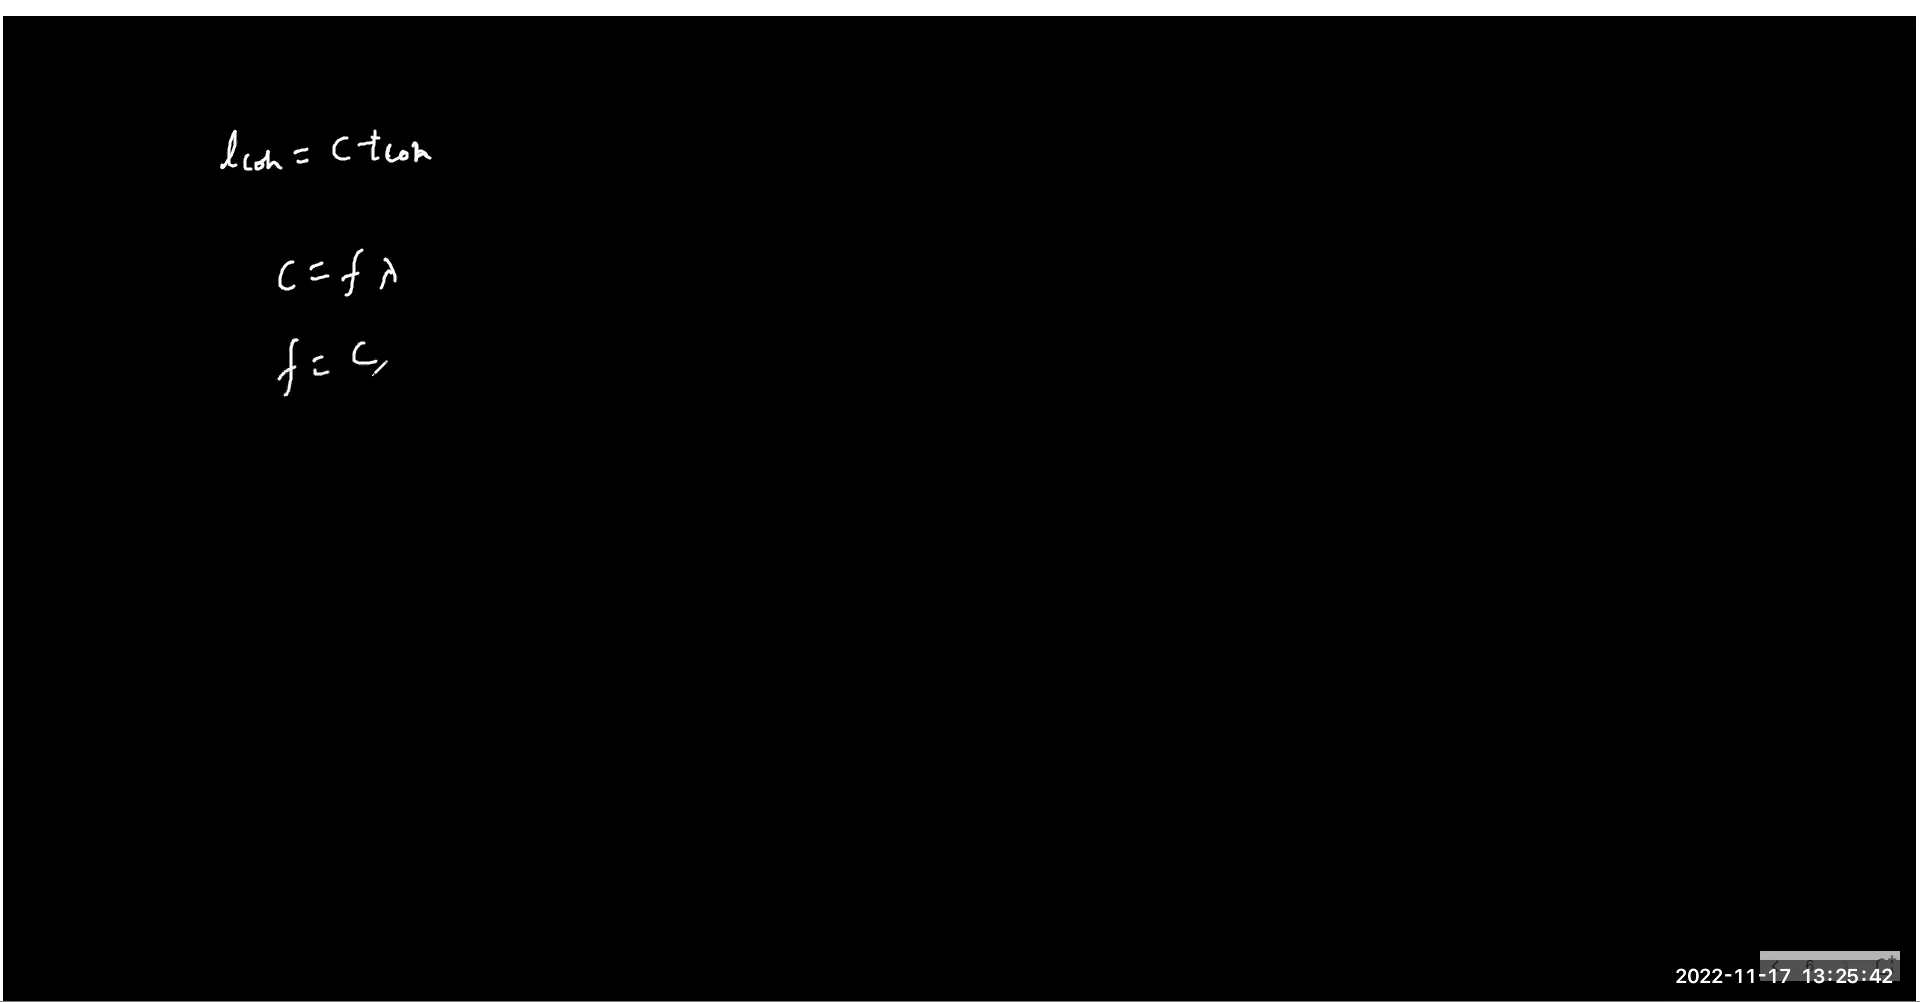 lcoh = c tcoh
c = f λ
f = c/
2022-11-17 13:25:42